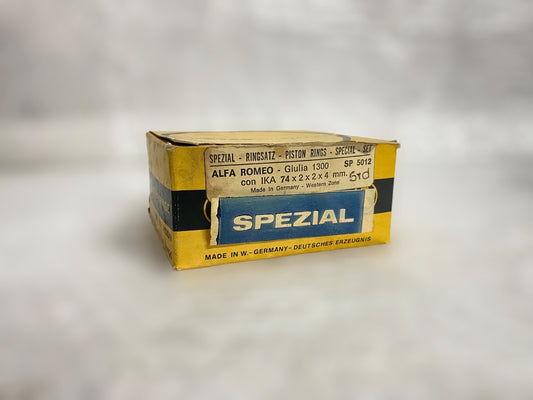 SPEZIAL - RINGSATZ - PISTON RINGS - SPECIAL - SET
ALFA ROMEO - Giulia 1300 SP 5012
con IKA 74 x 2 x 2 x 4 mm. STD
Made in Germany - Western Zone
SPEZIAL
MADE IN W.-GERMANY-DEUTSCHES ERZEUGNIS